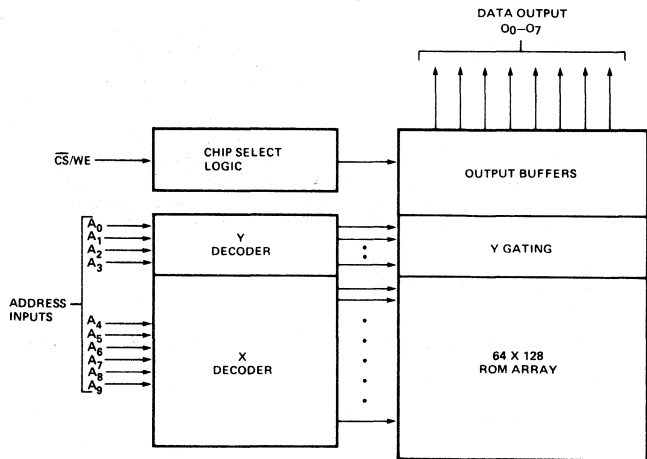 DATA OUTPUT
O0–O7
CS/WE
CHIP SELECT
LOGIC
OUTPUT BUFFERS
ADDRESS
INPUTS
A0
A1
A2
A3
A4
A5
A6
A7
A8
A9
Y
DECODER
Y GATING
X
DECODER
64 X 128
ROM ARRAY